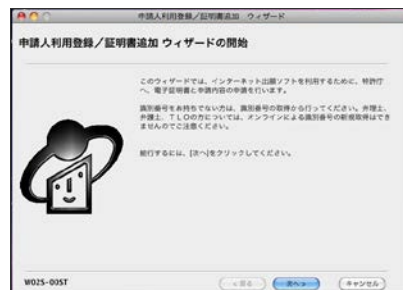 申請人利用登録／証明書追加 ウィザード
申請人利用登録／証明書追加 ウィザードの開始
このウィザードでは、インターネット出願ソフトを利用するために、特許庁
へ、電子証明書と申請内容の申請を行います。
識別番号をお持ちでない方は、識別番号の取得から行ってください。弁理士、
弁護士、TLOの方については、オンラインによる識別番号の新規取得はでき
ませんのでご注意ください。
続行するには、[次へ]をクリックしてください。
W02S-00ST
＜戻る
次へ＞
キャンセル